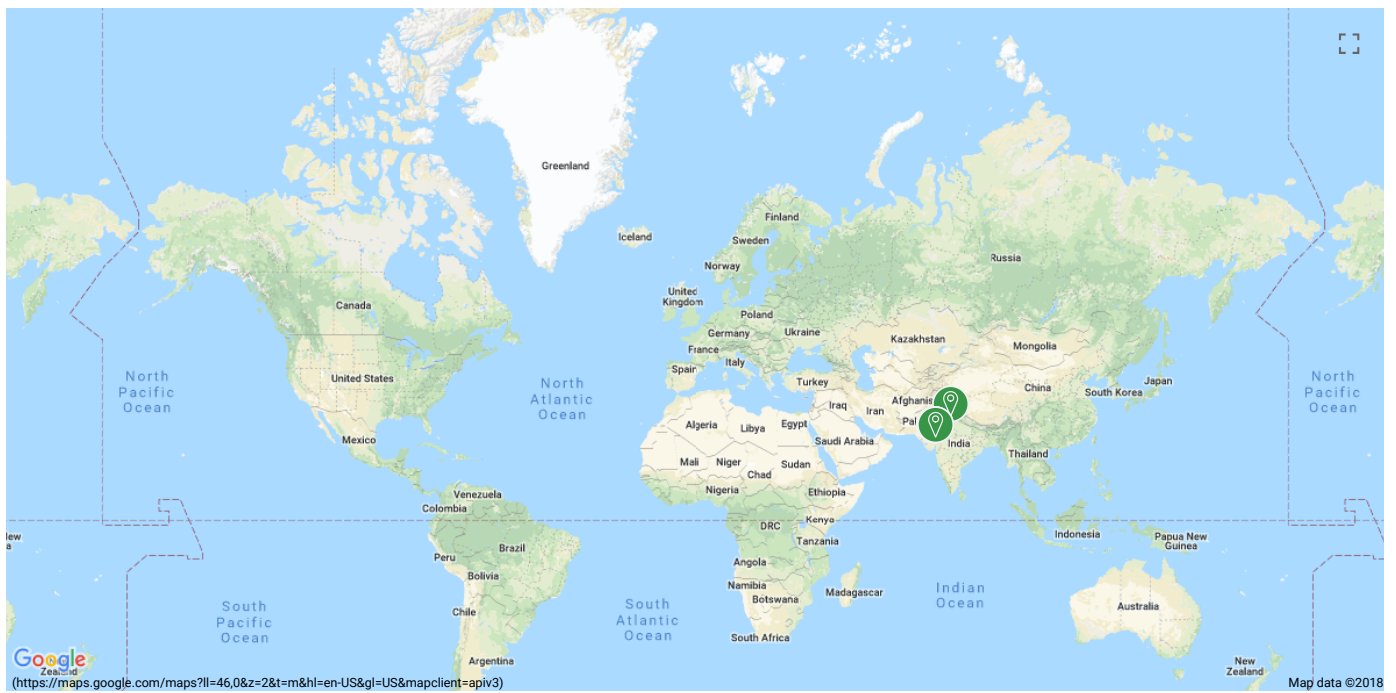 Greenland
Finland
Iceland
Sweden
Russia
Norway
United
Kingdom
Canada
Poland
Germany
Ukraine
Kazakhstan
France
Mongolia
Italy
Spain
United States
Turkey
Japan
China
South Korea
North
Pacific
Ocean
North
Atlantic
Ocean
North
Pacific
Ocean
Afghanis
Iraq
Iran
Algeria
Libya
Egypt
Pa
Mexico
Saudi Arabia
India
Thailand
Mali
Niger
Chad
Sudan
Nigeria
Ethiopia
Venezuela
Colombia
Kenya
DRC
Indonesia
Papua New
Guinea
Tanzania
Brazil
Peru
Angola
Bolivia
Namibia
Botswana
Madagascar
Indian
Ocean
South
Pacific
Ocean
South
Atlantic
Ocean
Chile
Australia
South Africa
Argentina
New
Zealand
Google
(https://maps.google.com/maps?ll=46,0&z=2&t=m&hl=en-US&gl=US&mapclient=apiv3)
Map data ©2018